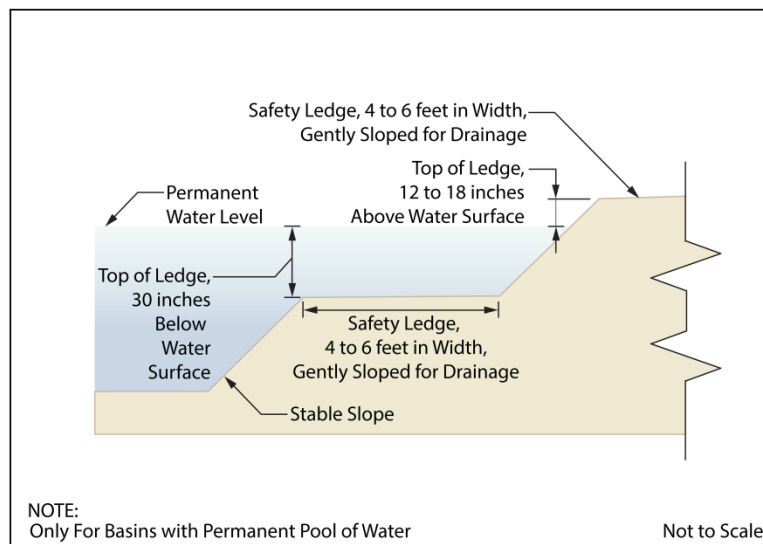 Safety Ledge, 4 to 6 feet in Width,
Gently Sloped for Drainage
Top of Ledge,
12 to 18 inches
Above Water Surface
Permanent
Water Level
Top of Ledge,
30 inches
Below
Water
Surface
Safety Ledge,
4 to 6 feet in Width,
Gently Sloped for Drainage
Stable Slope
NOTE:
Only For Basins with Permanent Pool of Water
Not to Scale